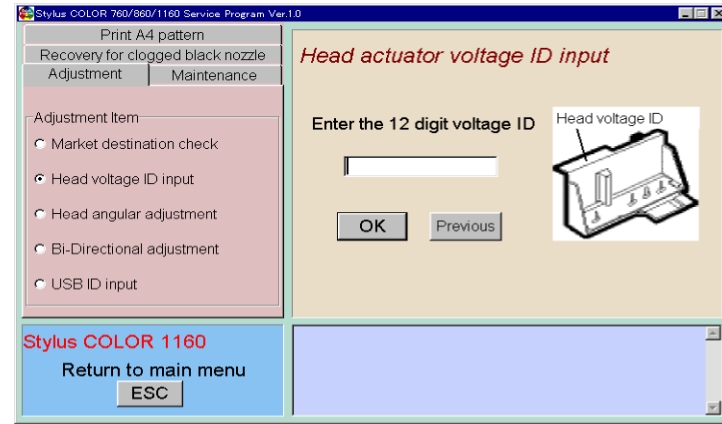 Stylus COLOR 760/860/1160 Service Program Ver.1.0
Print A4 pattern
Recovery for clogged black nozzle
Adjustment
Maintenance
Adjustment Item
Market destination check
Head voltage ID input
Head angular adjustment
Bi-Directional adjustment
USB ID input
Head actuator voltage ID input
Enter the 12 digit voltage ID
Head voltage ID
OK
Previous
Stylus COLOR 1160
Return to main menu
ESC